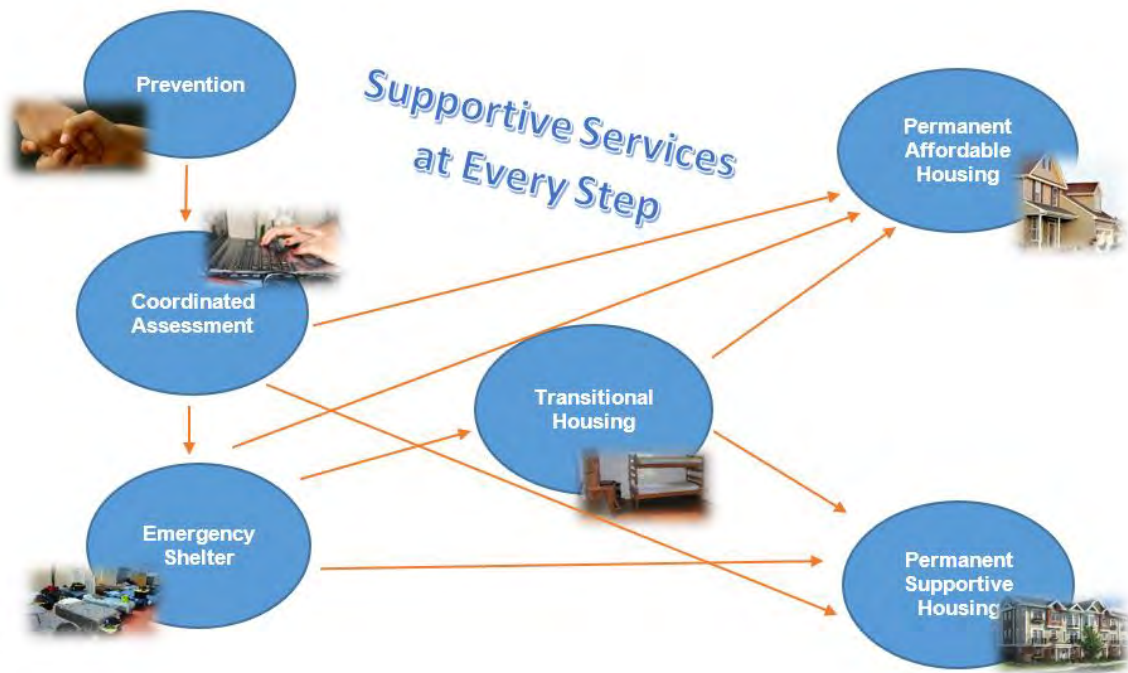 Prevention
Supportive Services
at Every Step
Permanent
Affordable
Housing
Coordinated
Assessment
Transitional
Housing
Emergency
Shelter
Permanent
Supportive
Housing